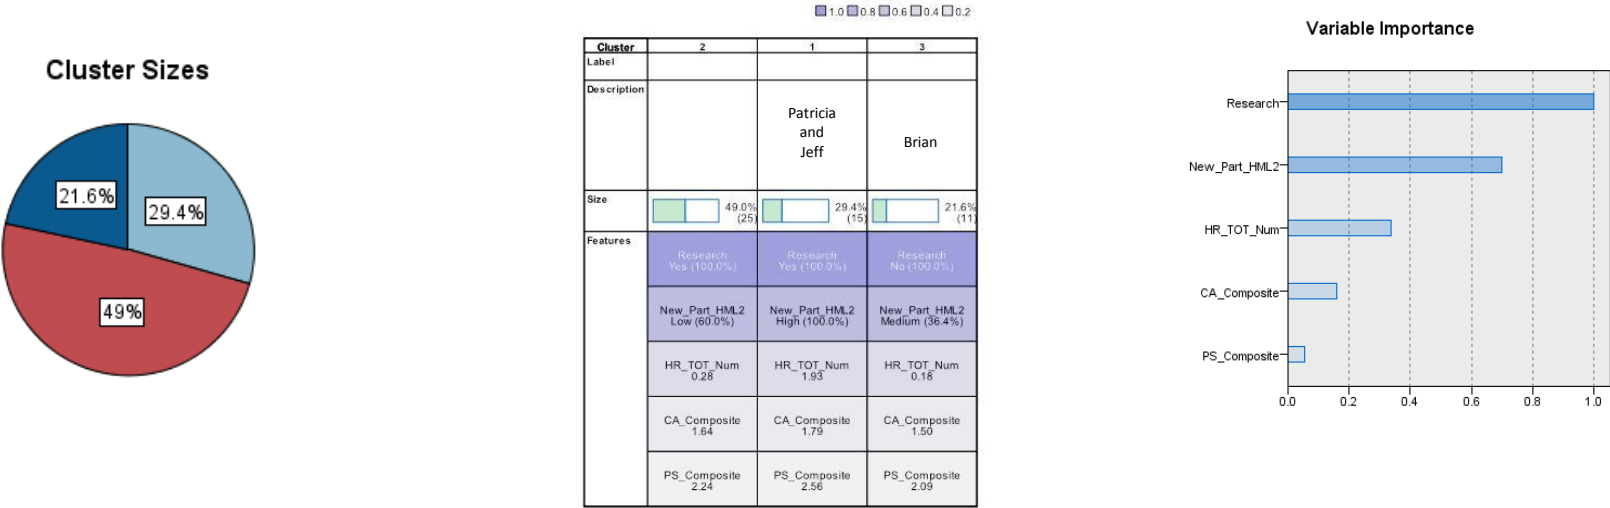 Cluster Sizes
21.6%
29.4%
49%
1.0 0.8 0.6 0.4 0.2
Cluster 2 1 3
Label
Description
Patricia
and
Jeff
Brian
Size
49.0%
(25)
29.4%
(15)
21.6%
(11)
Features
Research
Yes (100.0%)
Research
Yes (100.0%)
Research
No (100.0%)
New_Part_HML2
Low (60.0%)
New_Part_HML2
High (100.0%)
New_Part_HML2
Medium (36.4%)
HR_TOT_Num
0.28
HR_TOT_Num
1.93
HR_TOT_Num
0.18
CA_Composite
1.64
CA_Composite
1.79
CA_Composite
1.50
PS_Composite
2.24
PS_Composite
2.56
PS_Composite
2.09
Variable Importance
Research
New_Part_HML2
HR_TOT_Num
CA_Composite
PS_Composite
0.0 0.2 0.4 0.6 0.8 1.0